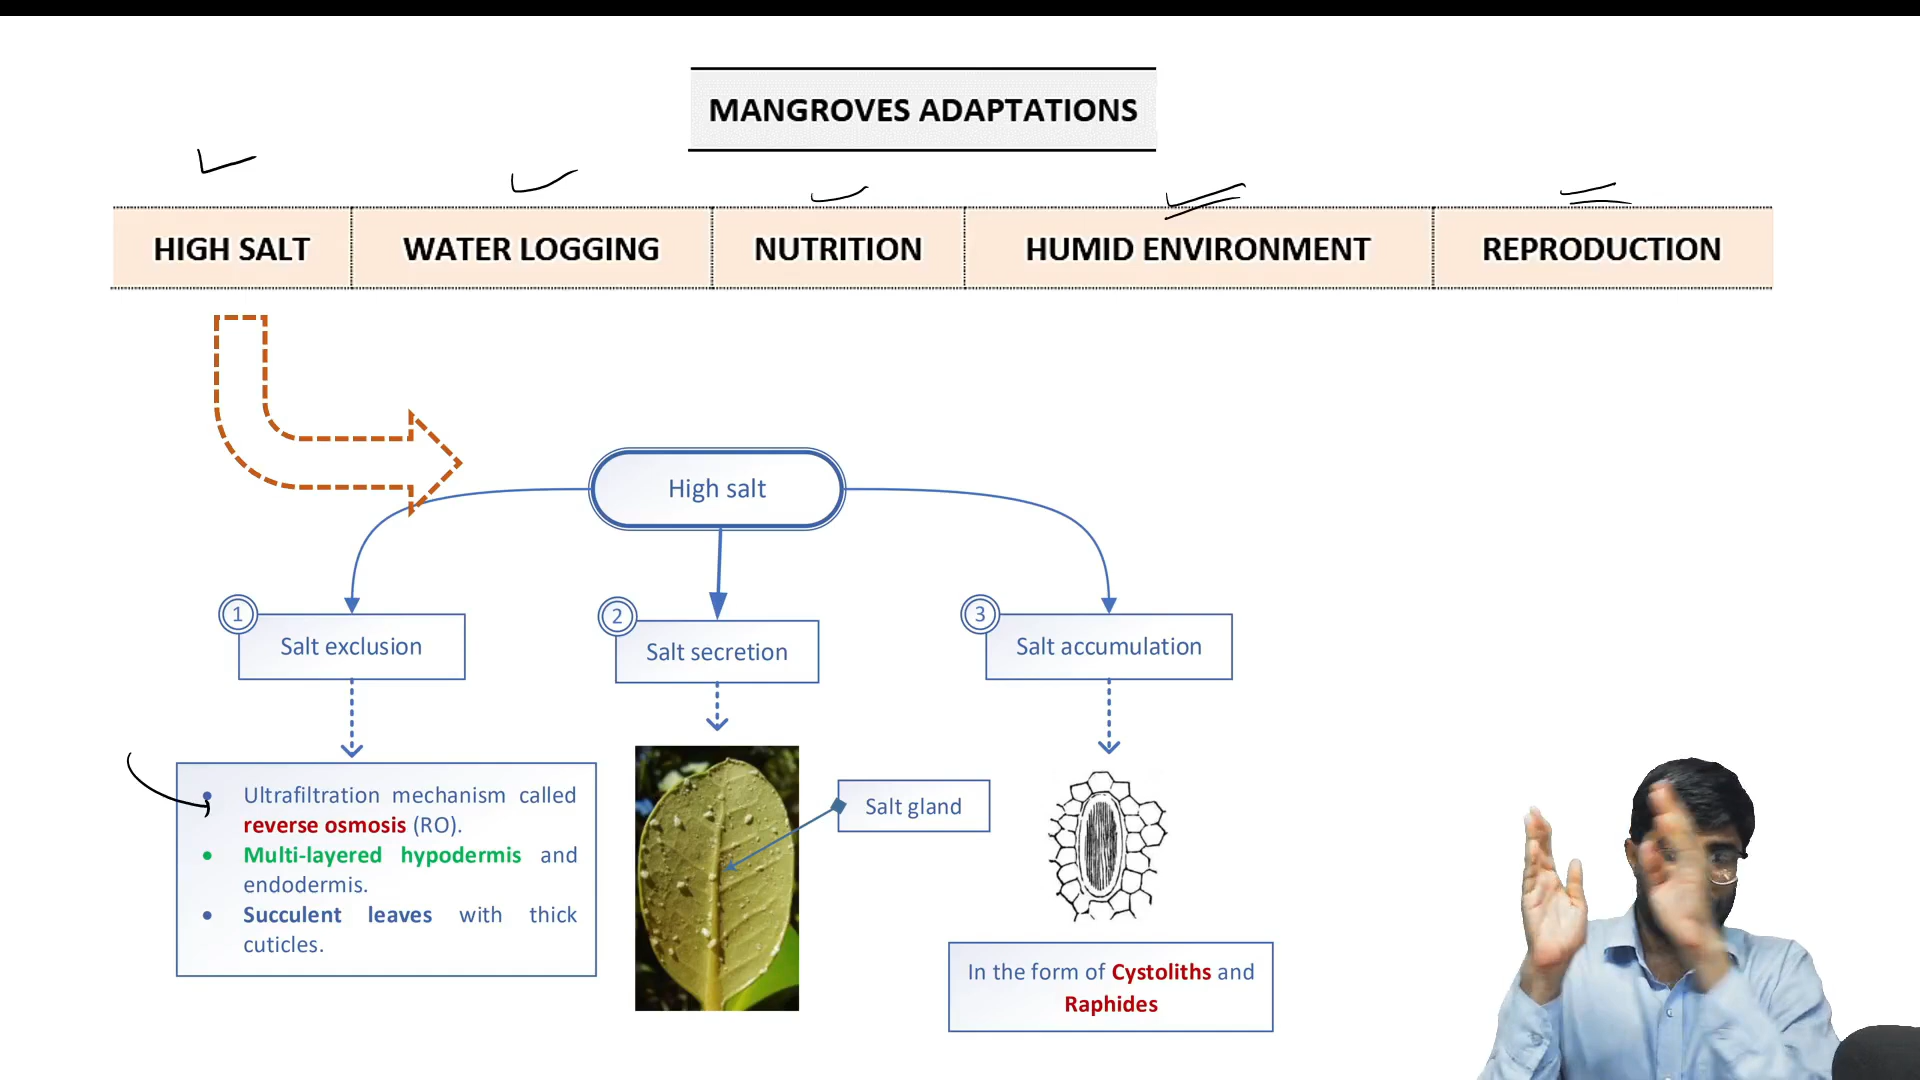 MANGROVES ADAPTATIONS
HIGH SALT
WATER LOGGING
NUTRITION
HUMID ENVIRONMENT
REPRODUCTION
High salt
1
Salt exclusion
2
Salt secretion
3
Salt accumulation
• Ultrafiltration mechanism called
reverse osmosis (RO).
• Multi-layered hypodermis and
endodermis.
• Succulent leaves with thick
cuticles.
Salt gland
In the form of Cystoliths and
Raphides